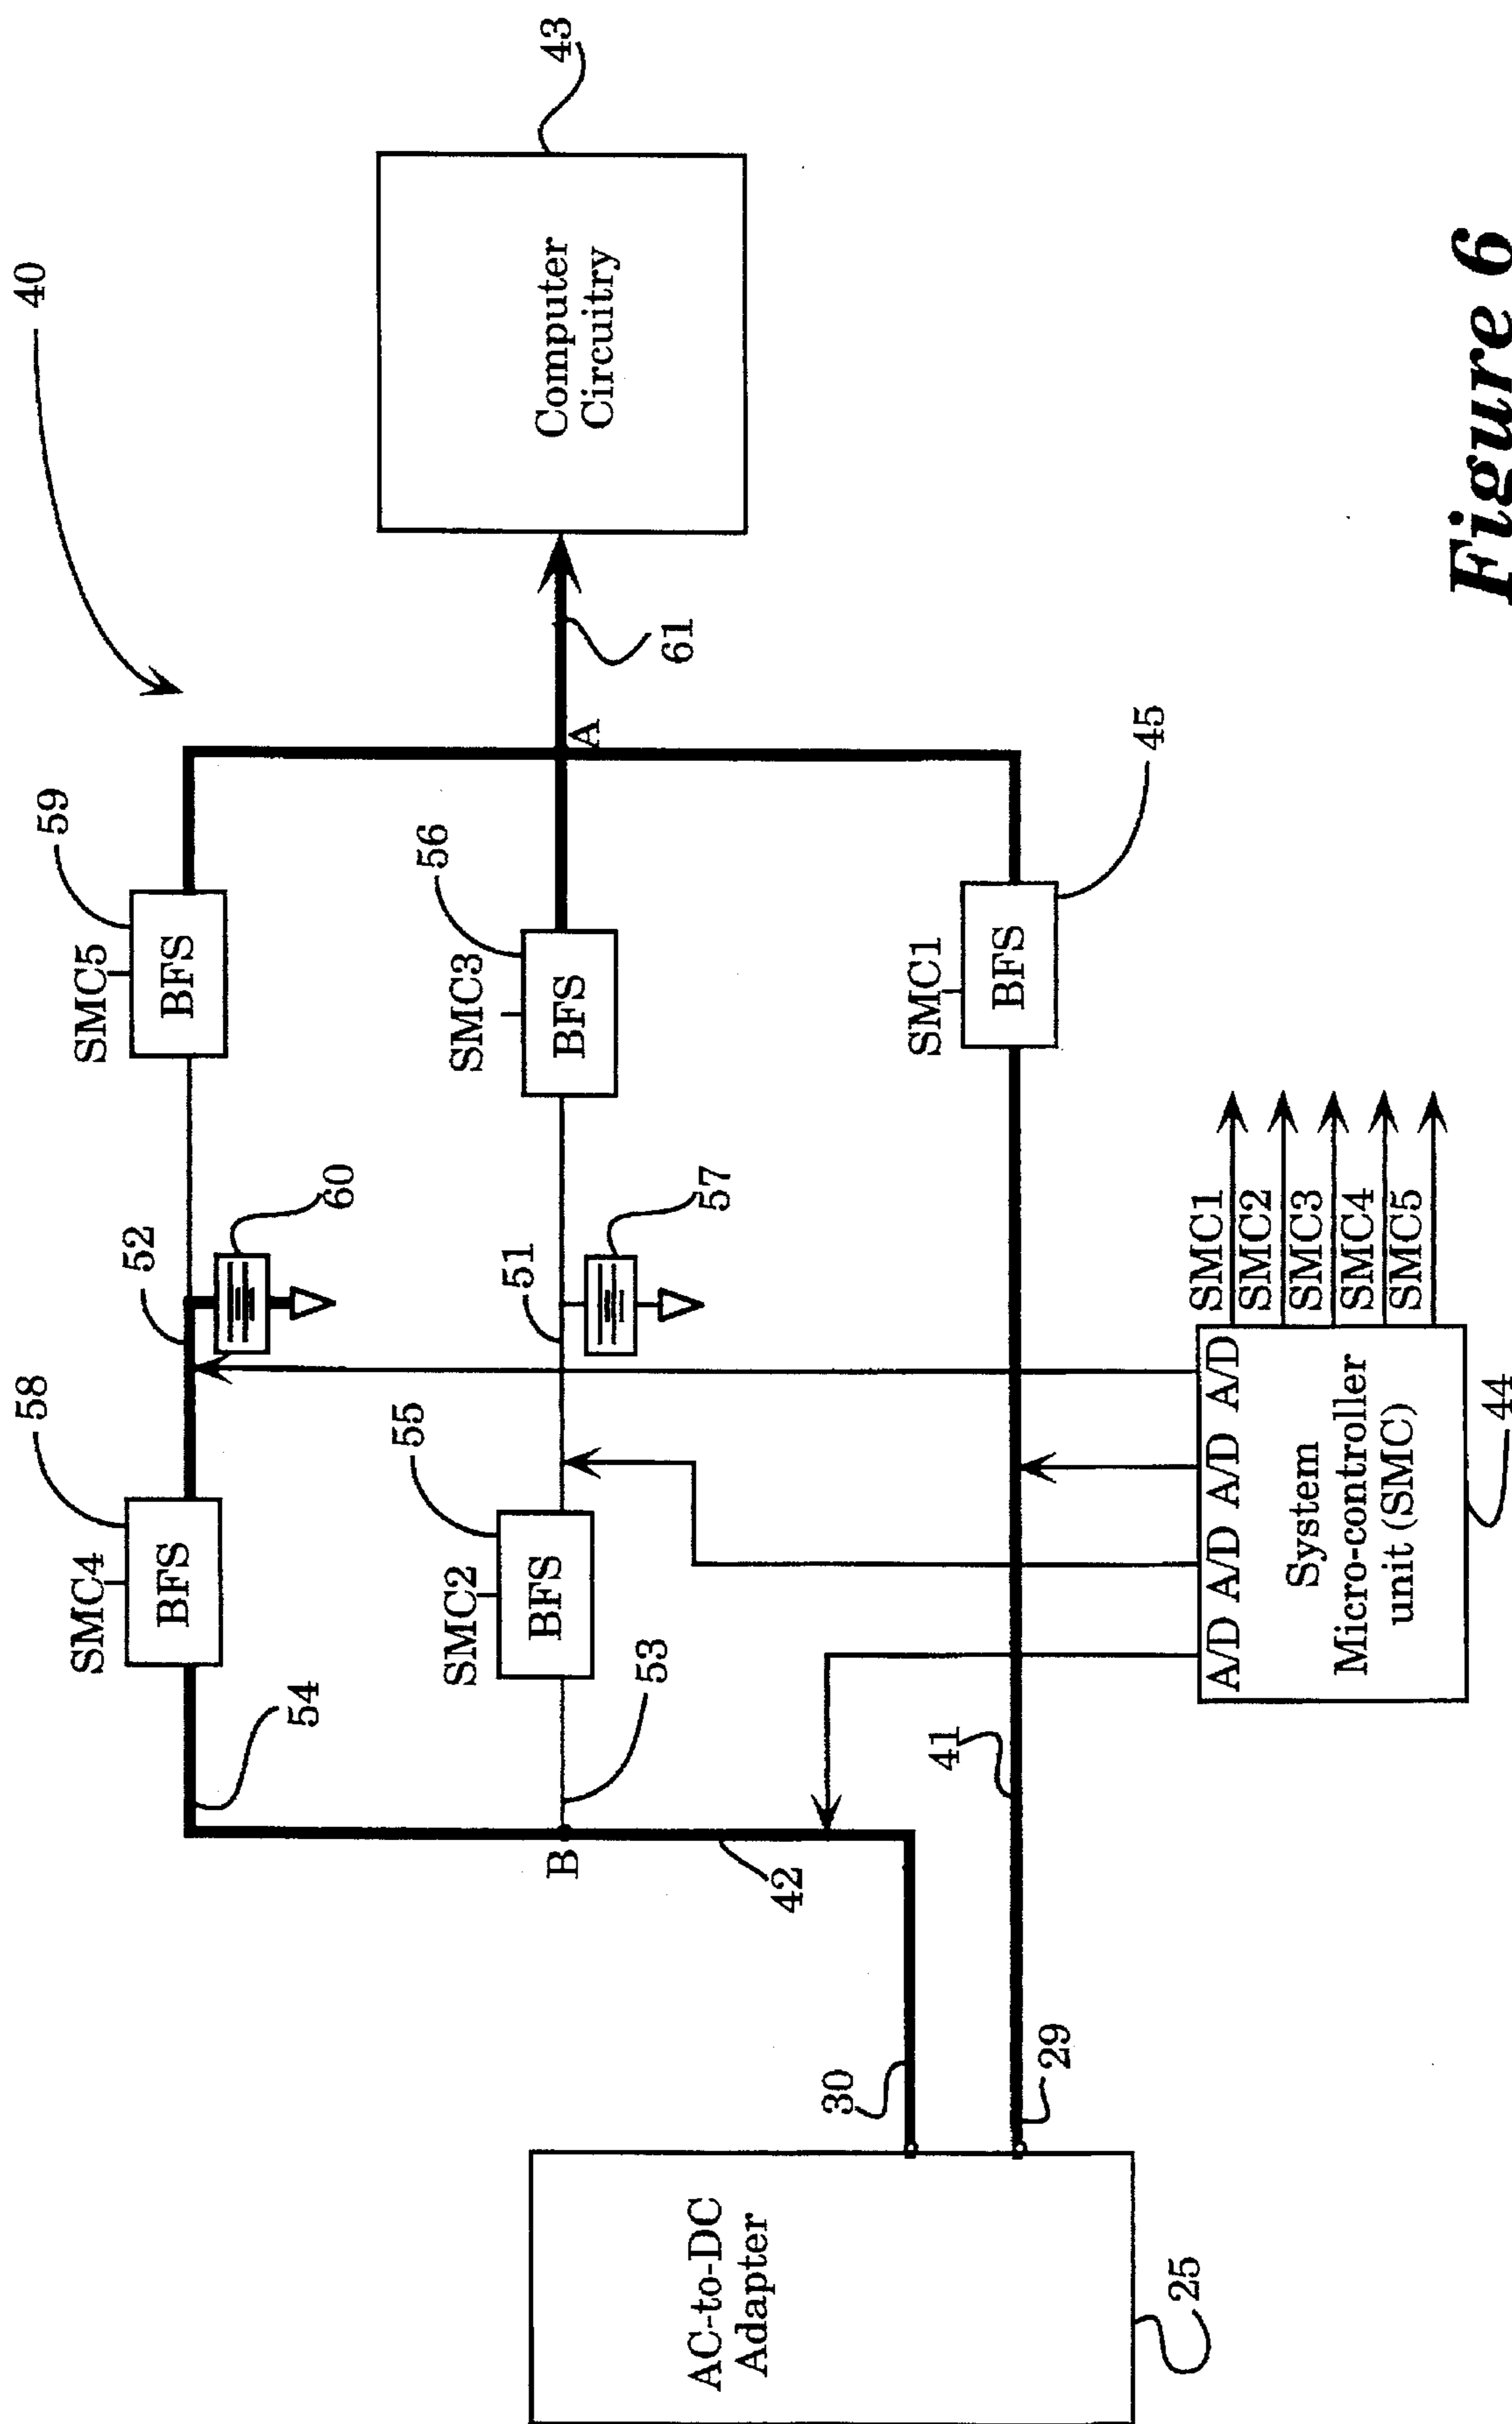 40
43
Computer
Circuitry
61
A
59
SMC5
BFS
56
SMC3
BFS
45
SMC1
BFS
52
60
51
57
58
SMC4
BFS
55
SMC2
BFS
54
53
B
42
41
30
29
AC-to-DC
Adapter
25
SMC1
SMC2
SMC3
SMC4
SMC5
A/D A/D A/D A/D
System
Micro-controller
unit (SMC)
44
Figure 6